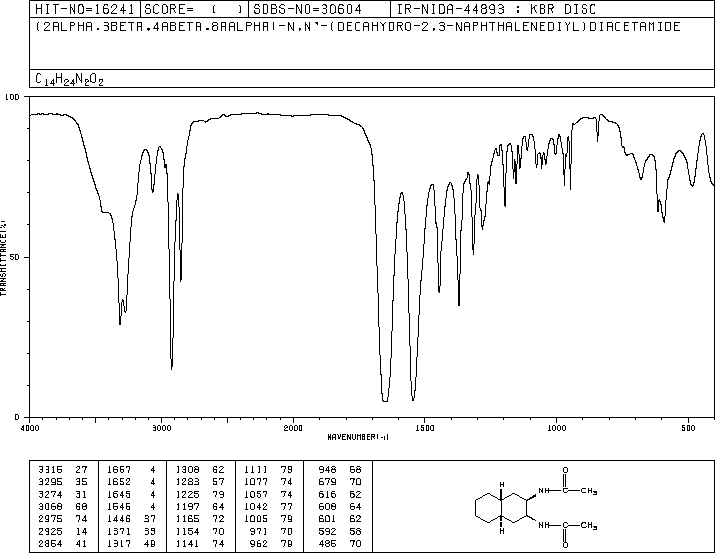 HIT-NO=16241 SCORE= ( ) SDBS-NO=30604 IR-NIDA-44893 : KBR DISC
(2ALPHA,3BETA,4ABETA,8AALPHA)-N,N'-(DECAHYDRO-2,3-NAPHTHALENEDIYL)DIACETAMIDE
C14H24N2O2
100
50
0
TRANSMITTANCE(%)
4000 3000 2000 1500 1000 500
WAVENUMBER(-1)
3315 27 1667 4 1308 62 1111 79 948 68
3295 35 1652 4 1283 57 1077 74 679 70
3274 31 1645 4 1225 79 1057 74 616 62
3068 68 1546 4 1197 64 1042 77 608 64
2975 74 1446 37 1165 72 1005 79 601 62
2925 14 1371 33 1154 70 971 70 592 58
2854 41 1317 49 1141 74 962 79 485 70
H
O
NH C CH3
NH C CH3
H
O